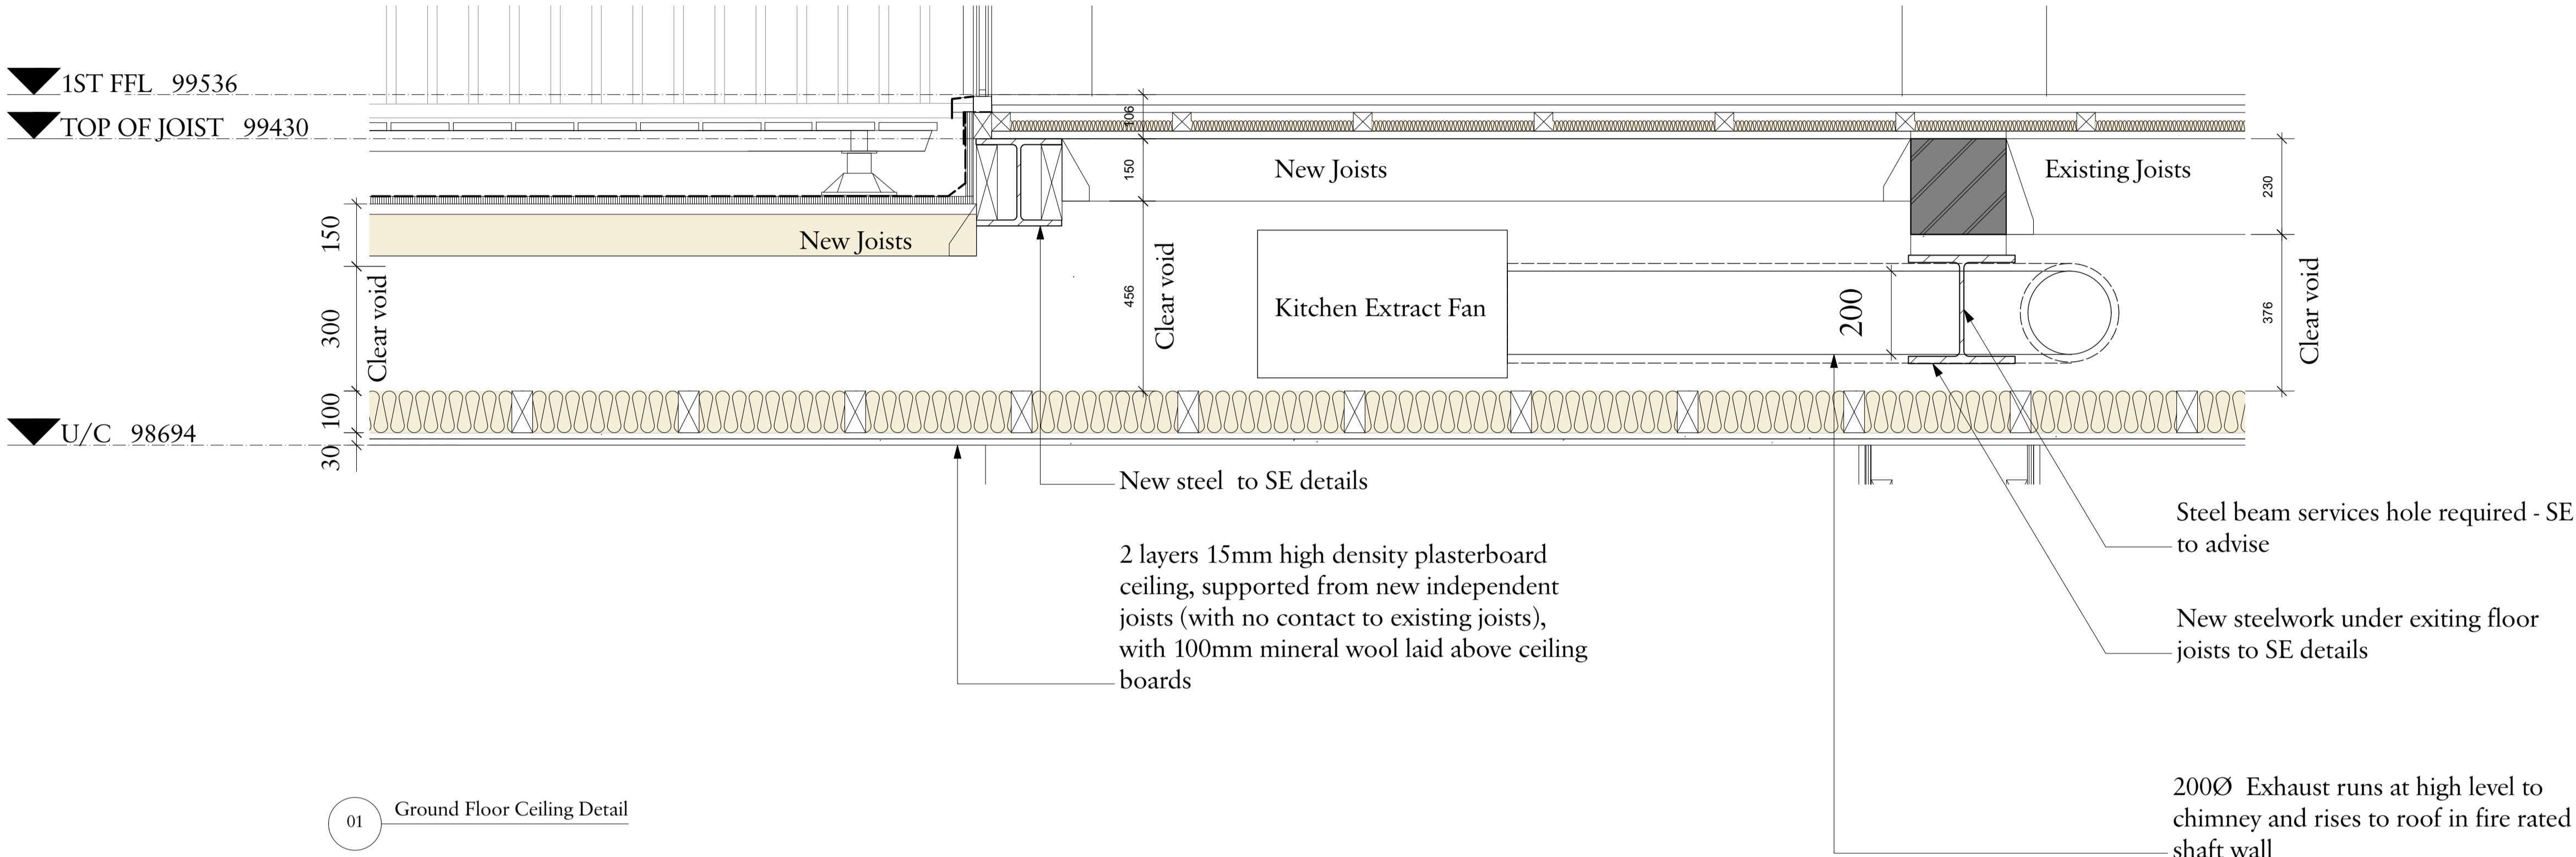 1ST FFL 99536
TOP OF JOIST 99430
U/C 98694
150
300
100
30
Clear void
New Joists
106
150
456
Clear void
New Joists
Kitchen Extract Fan
200
Existing Joists
230
376
Clear void
New steel to SE details
2 layers 15mm high density plasterboard
ceiling, supported from new independent
joists (with no contact to existing joists),
with 100mm mineral wool laid above ceiling
boards
Steel beam services hole required - SE
to advise
New steelwork under exiting floor
joists to SE details
200Ø Exhaust runs at high level to
chimney and rises to roof in fire rated
shaft wall
01 Ground Floor Ceiling Detail